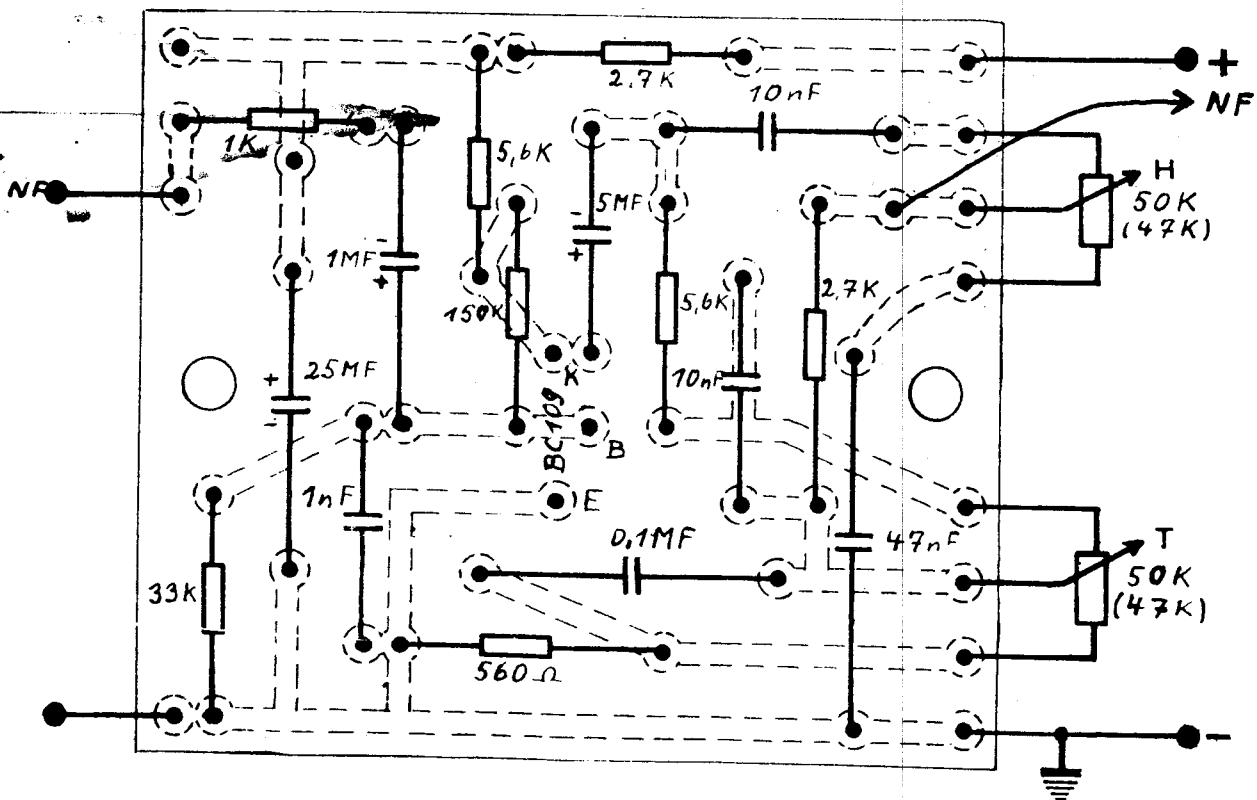 +
2,7K
10nF
NF
1K
5,6K
H
50K
(47K)
NF
5MF
-
+
1MF
-
+
150K
5,6K
2,7K
K
25MF
+
-
10nF
BC109
B
1nF
E
0,1MF
47nF
T
50K
(47K)
33K
560Ω
-